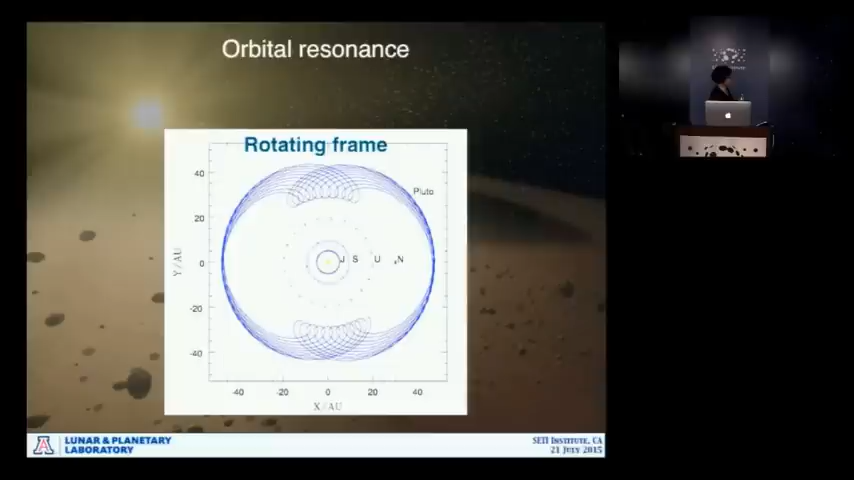 Orbital resonance
Rotating frame
Pluto
40
20
0
-20
-40
Y/AU
J S U N
-40 -20 0 20 40
X/AU
LUNAR & PLANETARY
LABORATORY
SETI INSTITUTE, CA
21 JULY 2015